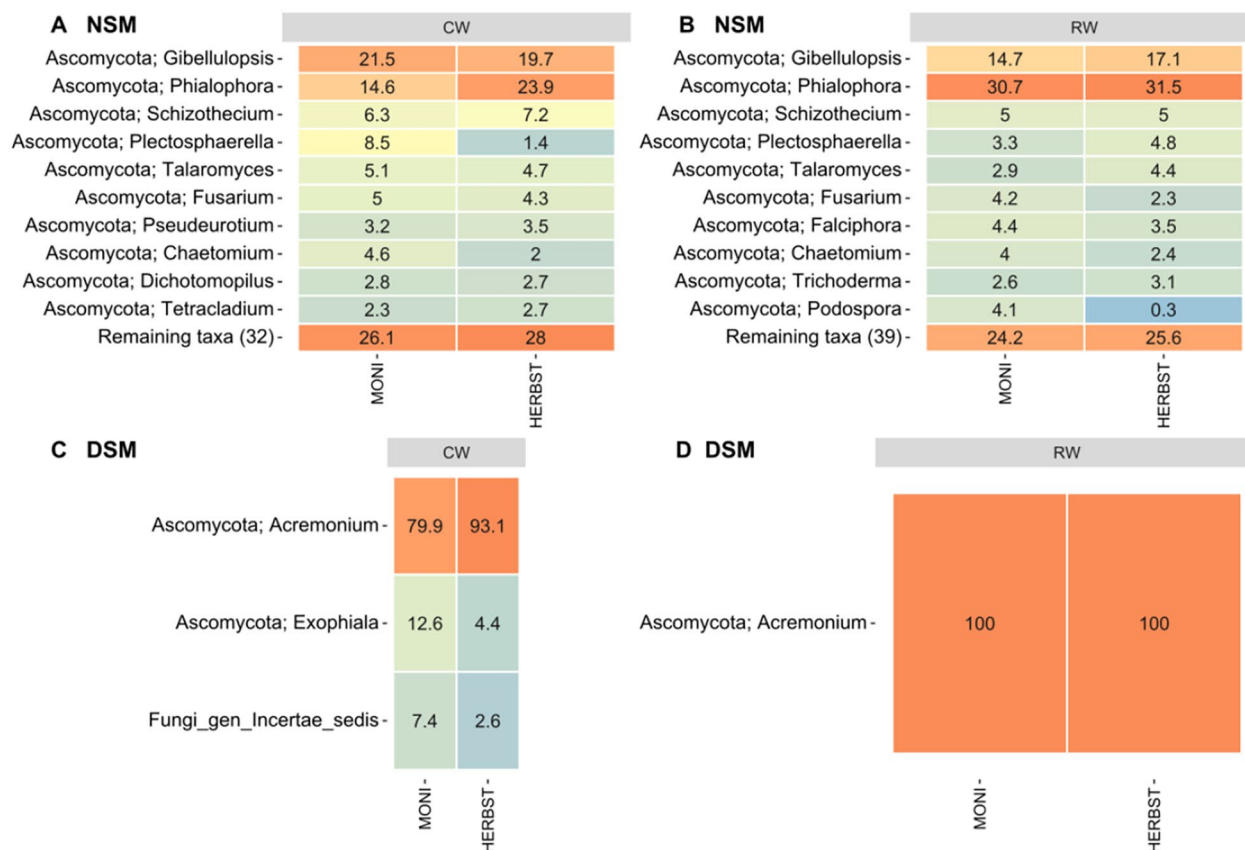 A NSM
CW
Ascomycota; Gibellulopsis - 21.5 19.7
Ascomycota; Phialophora - 14.6 23.9
Ascomycota; Schizothecium - 6.3 7.2
Ascomycota; Plectosphaerella - 8.5 1.4
Ascomycota; Talaromyces - 5.1 4.7
Ascomycota; Fusarium - 5 4.3
Ascomycota; Pseudeurotium - 3.2 3.5
Ascomycota; Chaetomium - 4.6 2
Ascomycota; Dichotomopilus - 2.8 2.7
Ascomycota; Tetracladium - 2.3 2.7
Remaining taxa (32) - 26.1 28
MONI -
HERBST -
B NSM
RW
Ascomycota; Gibellulopsis - 14.7 17.1
Ascomycota; Phialophora - 30.7 31.5
Ascomycota; Schizothecium - 5 5
Ascomycota; Plectosphaerella - 3.3 4.8
Ascomycota; Talaromyces - 2.9 4.4
Ascomycota; Fusarium - 4.2 2.3
Ascomycota; Falciphora - 4.4 3.5
Ascomycota; Chaetomium - 4 2.4
Ascomycota; Trichoderma - 2.6 3.1
Ascomycota; Podospora - 4.1 0.3
Remaining taxa (39) - 24.2 25.6
MONI -
HERBST -
C DSM
CW
Ascomycota; Acremonium - 79.9 93.1
Ascomycota; Exophiala - 12.6 4.4
Fungi_gen_Incertae_sedis - 7.4 2.6
MONI -
HERBST -
D DSM
RW
Ascomycota; Acremonium - 100 100
MONI -
HERBST -